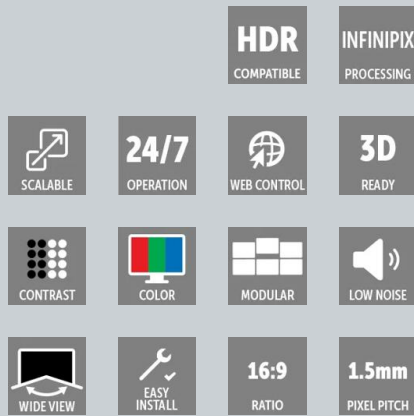 HDR
COMPATIBLE
INFINIPIX
PROCESSING
SCALABLE
24/7
OPERATION
WEB CONTROL
3D
READY
CONTRAST
COLOR
MODULAR
LOW NOISE
WIDE VIEW
EASY
INSTALL
16:9
RATIO
1.5mm
PIXEL PITCH